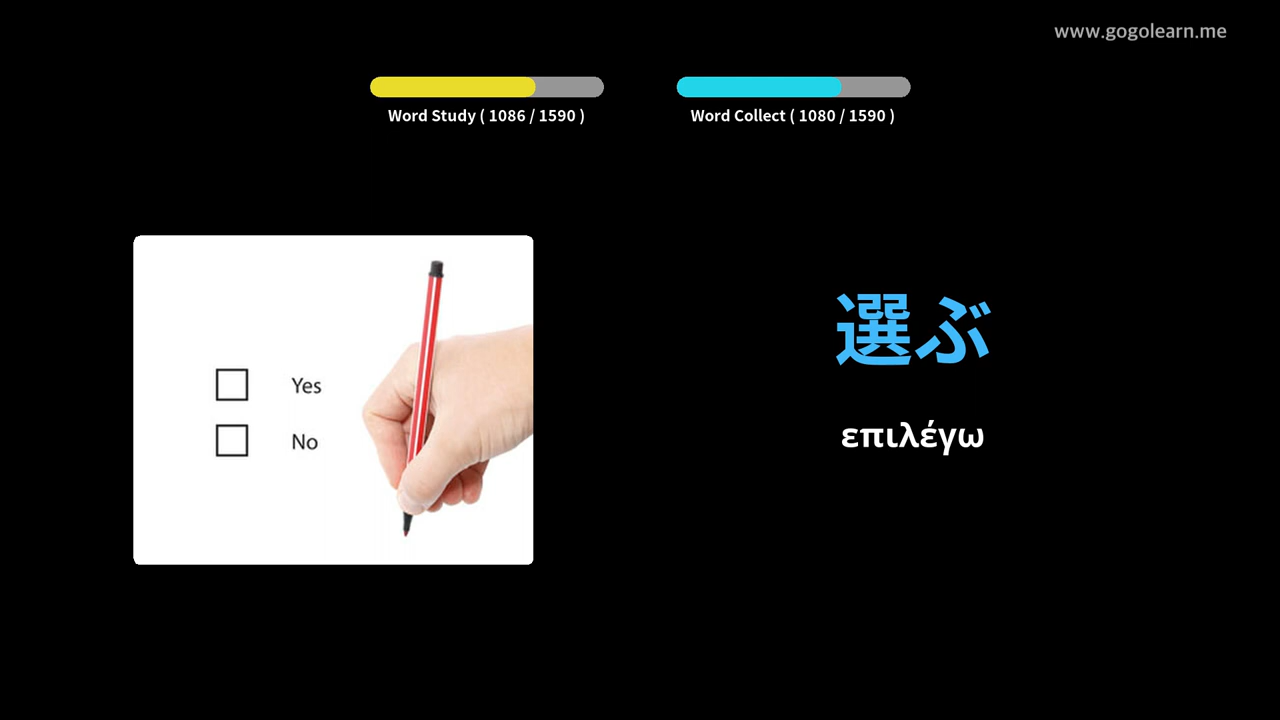 www.gogolearn.me
Word Study ( 1086 / 1590 )
Word Collect ( 1080 / 1590 )
Yes
No
選ぶ
επιλέγω